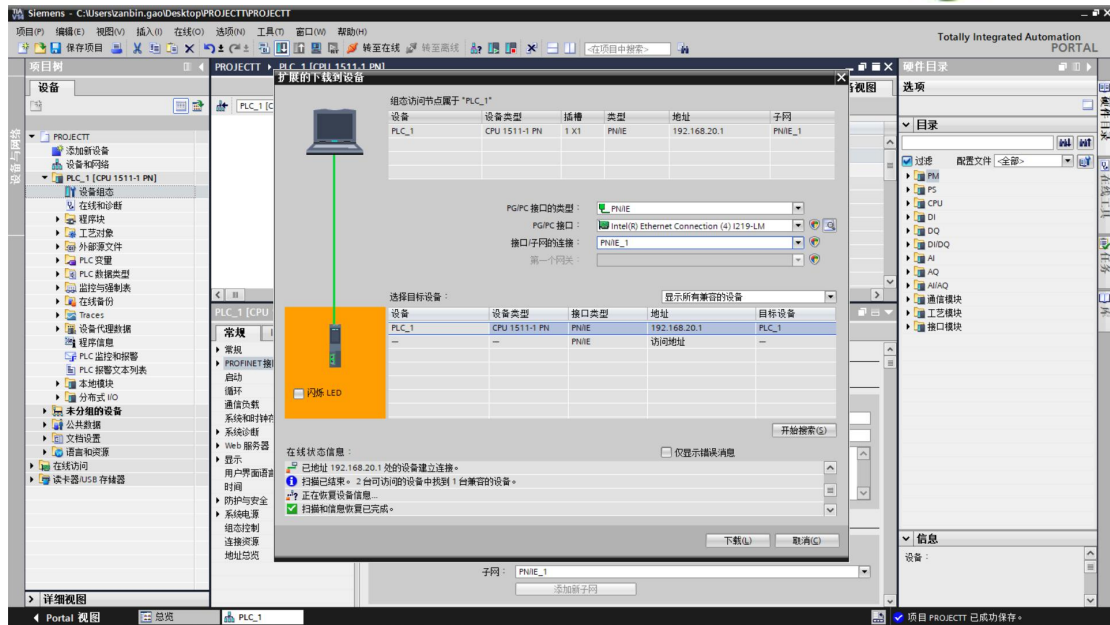 Siemens - C:\Users\zanbin.gao\Desktop\PROJECTT\PROJECTT
项目(P) 编辑(E) 视图(V) 插入(I) 在线(O) 选项(N) 工具(T) 窗口(W) 帮助(H)
Totally Integrated Automation
PORTAL
保存项目 转至在线 转至离线 <在项目中搜索>
项目树
PROJECTT ▸ PLC_1 [CPU 1511-1 PN]
硬件目录
设备
选项
设备与网络
PROJECTT
添加新设备
设备和网络
PLC_1 [CPU 1511-1 PN]
设备组态
在线和诊断
程序块
工艺对象
外部源文件
PLC 变量
PLC 数据类型
监控与强制表
在线备份
Traces
设备代理数据
程序信息
PLC 监控和报警
PLC 报警文本列表
本地模块
分布式 I/O
未分组的设备
公共数据
文档设置
语言和资源
在线访问
读卡器/USB 存储器
详细视图
PLC_1 [C
PLC_1 [CPU
常规
常规
PROFINET接
启动
循环
通信负载
系统和时钟存
系统诊断
Web 服务器
显示
用户界面语言
时间
防护与安全
系统电源
组态控制
连接资源
地址总览
扩展的下载到设备
组态访问节点属于 "PLC_1"
设备 设备类型 插槽 类型 地址 子网
PLC_1 CPU 1511-1 PN 1 X1 PN/IE 192.168.20.1 PN/IE_1
PG/PC 接口的类型: PN/IE
PG/PC 接口: Intel(R) Ethernet Connection (4) I219-LM
接口/子网的连接: PN/IE_1
第一个网关:
选择目标设备: 显示所有兼容的设备
设备 设备类型 接口类型 地址 目标设备
PLC_1 CPU 1511-1 PN PN/IE 192.168.20.1 PLC_1
— — PN/IE 访问地址 —
闪烁 LED
开始搜索(S)
在线状态信息: 仅显示错误消息
已地址 192.168.20.1 处的设备建立连接。
扫描已结束。2 台可访问的设备中找到 1 台兼容的设备。
正在恢复设备信息...
扫描和信息恢复已完成。
下载(L) 取消(C)
子网: PN/IE_1
添加新子网
目录
过滤 配置文件 <全部>
PM
PS
CPU
DI
DQ
DI/DQ
AI
AQ
AI/AQ
通信模块
工艺模块
接口模块
信息
设备:
Portal 视图 总览 PLC_1 项目 PROJECTT 已成功保存。